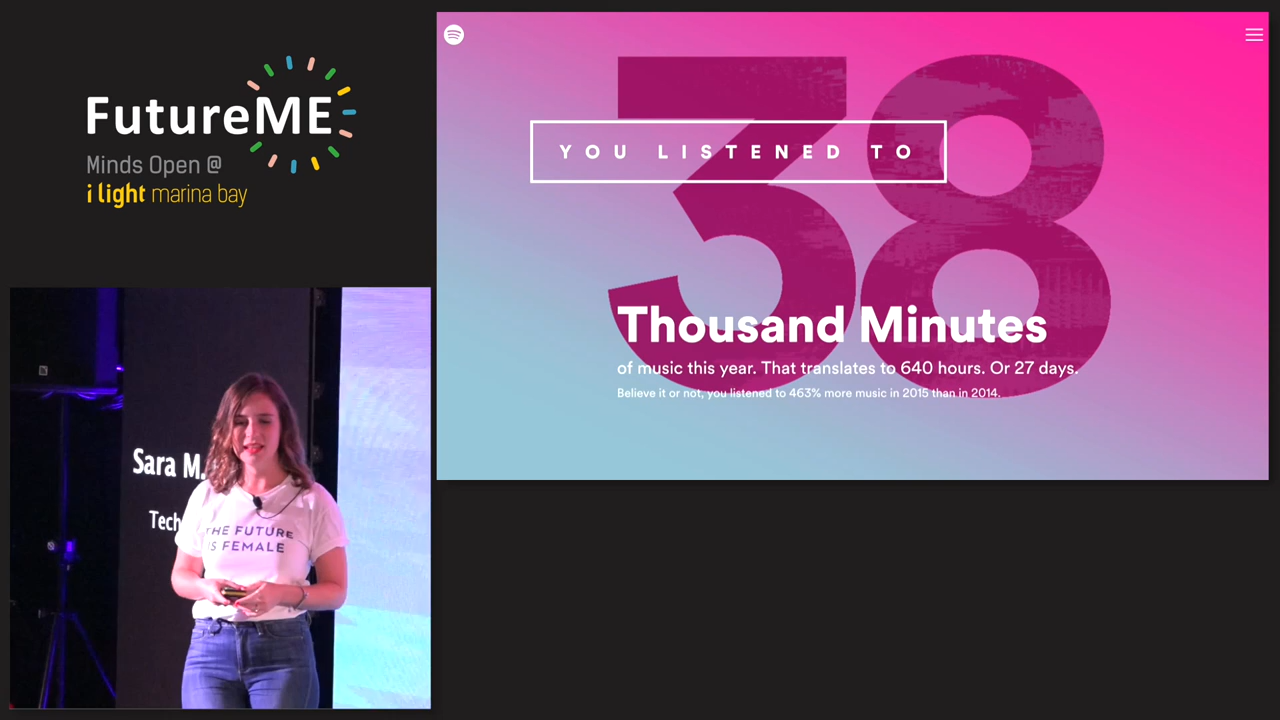 FutureME
Minds Open @
i light marina bay
38
YOU LISTENED TO
Thousand Minutes
of music this year. That translates to 640 hours. Or 27 days.
Believe it or not, you listened to 463% more music in 2015 than in 2014.
Sara M.
Tech
THE FUTURE
IS FEMALE